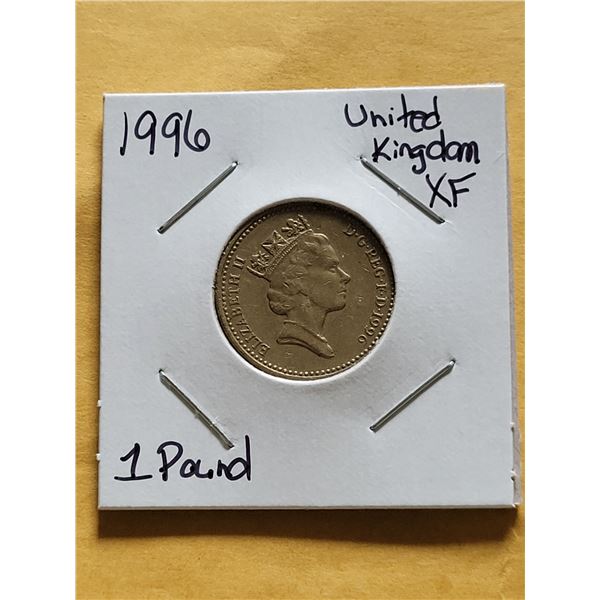 1996
United
Kingdom
XF
ELIZABETH II
D·G·REG·F·D·1996
1 Pound